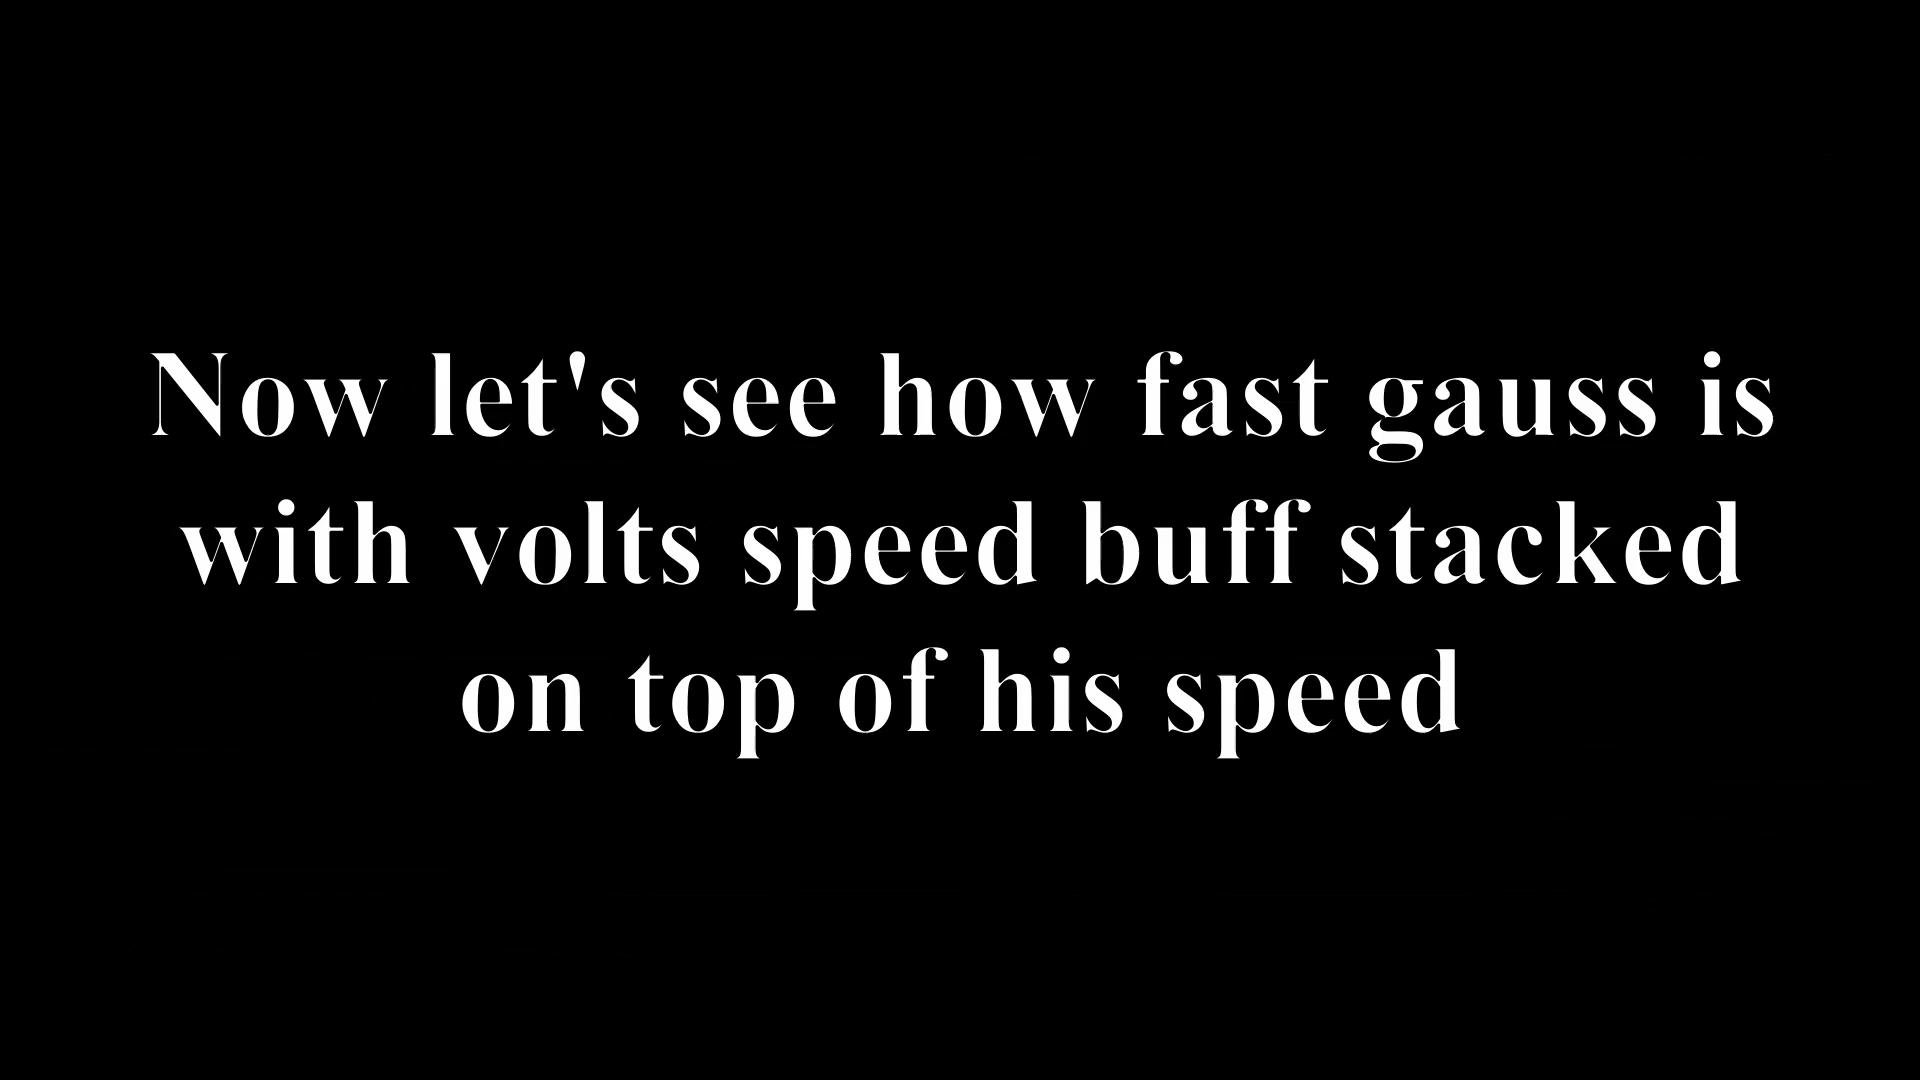 Now let's see how fast gauss is
with volts speed buff stacked
on top of his speed